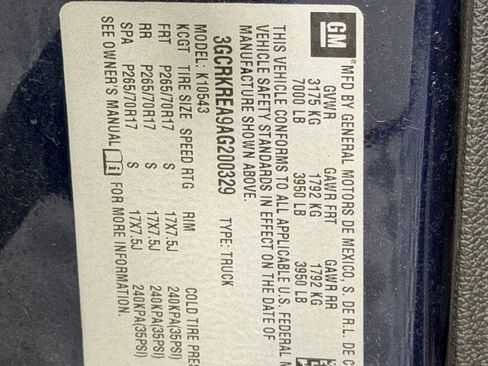 GM
MFD BY GENERAL MOTORS DE MEXICO, S. DE R.L. DE C
GVWR GAWR FRT GAWR RR
3175 KG 1792 KG 1792 KG
7000 LB 3950 LB 3950 LB
THIS VEHICLE CONFORMS TO ALL APPLICABLE U.S. FEDERAL M
VEHICLE SAFETY STANDARDS IN EFFECT ON THE DATE OF
MANUFACTURE SHOWN ABOVE.
3GCRKREA9AG200329 TYPE: TRUCK
MODEL: K10543
KCGT TIRE SIZE SPEED RTG RIM COLD TIRE PRE
FRT P265/70R17 S 17X7.5J 240KPA(35PSI)
RR P265/70R17 S 17X7.5J 240KPA(35PSI)
SPA P265/70R17 S 17X7.5J 240KPA(35PSI)
SEE OWNER'S MANUAL i FOR MORE INFORMATION.